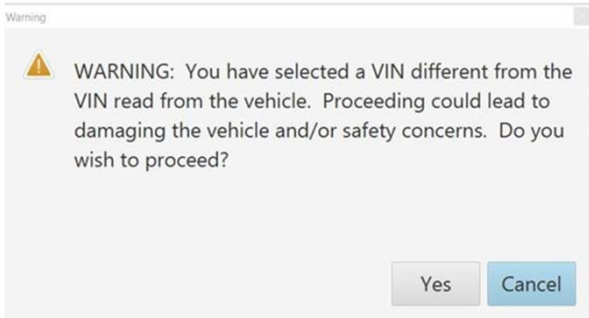 Warning
WARNING: You have selected a VIN different from the
VIN read from the vehicle. Proceeding could lead to
damaging the vehicle and/or safety concerns. Do you
wish to proceed?
Yes Cancel